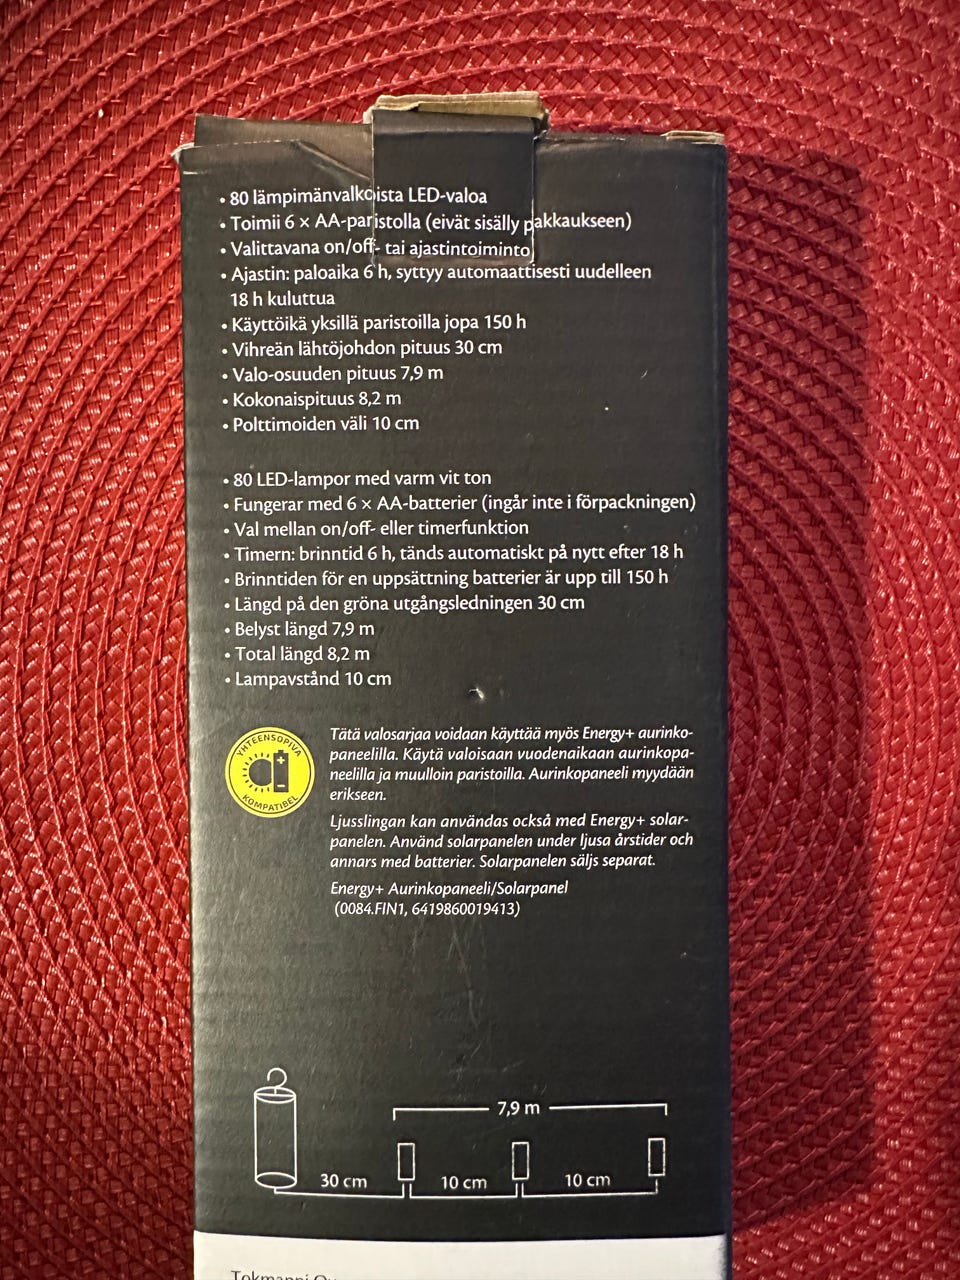 • 80 lämpimänvalkoista LED-valoa
• Toimii 6 × AA-paristolla (eivät sisälly pakkaukseen)
• Valittavana on/off- tai ajastintoiminto
• Ajastin: paloaika 6 h, syttyy automaattisesti uudelleen
18 h kuluttua
• Käyttöikä yksillä paristoilla jopa 150 h
• Vihreän lähtöjohdon pituus 30 cm
• Valo-osuuden pituus 7,9 m
• Kokonaispituus 8,2 m
• Polttimoiden väli 10 cm
• 80 LED-lampor med varm vit ton
• Fungerar med 6 × AA-batterier (ingår inte i förpackningen)
• Val mellan on/off- eller timerfunktion
• Timern: brinntid 6 h, tänds automatiskt på nytt efter 18 h
• Brinntiden för en uppsättning batterier är upp till 150 h
• Längd på den gröna utgångsledningen 30 cm
• Belyst längd 7,9 m
• Total längd 8,2 m
• Lampavstånd 10 cm
YHTEENSOPIVA
KOMPATIBEL
Tätä valosarjaa voidaan käyttää myös Energy+ aurinko-
paneelilla. Käytä valoisaan vuodenaikaan aurinkopa-
neelilla ja muulloin paristoilla. Aurinkopaneeli myydään
erikseen.
Ljusslingan kan användas också med Energy+ solar-
panelen. Använd solarpanelen under ljusa årstider och
annars med batterier. Solarpanelen säljs separat.
Energy+ Aurinkopaneeli/Solarpanel
(0084.FIN1, 6419860019413)
7,9 m
30 cm
10 cm
10 cm
Tokmanni Oy